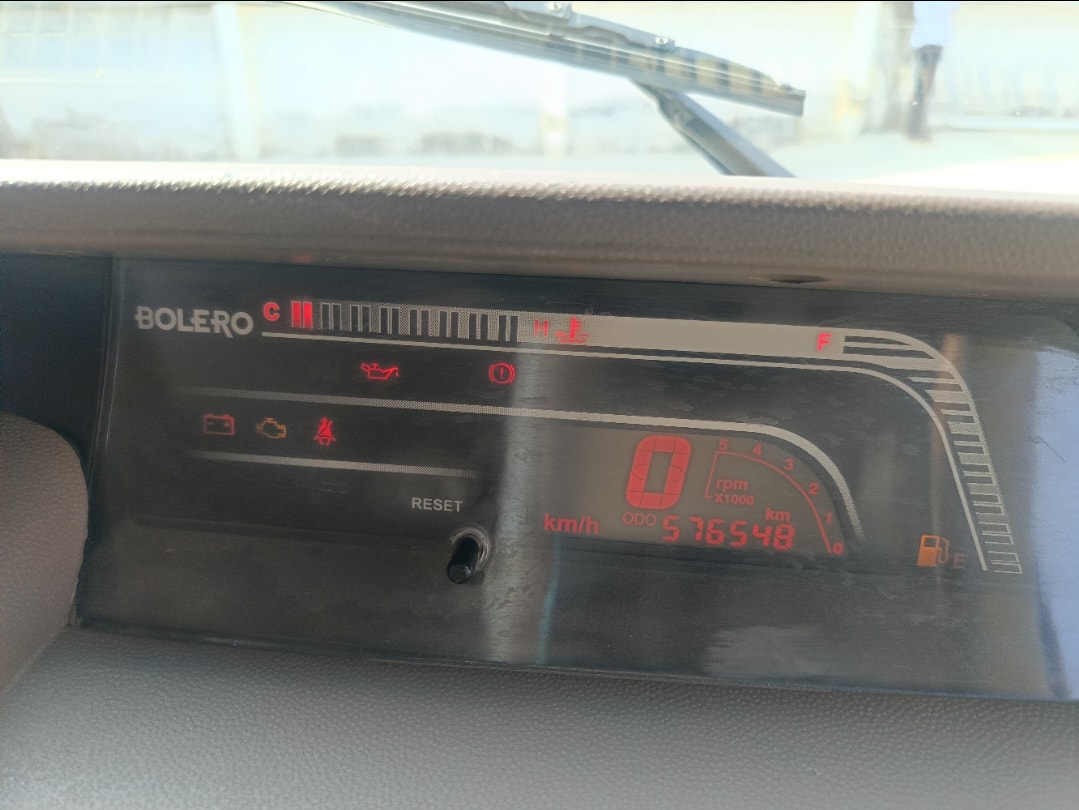 BOLERO C H F
RESET
0 5 4 3 2 1 0
rpm
X1000
km/h ODO 576548 km
E